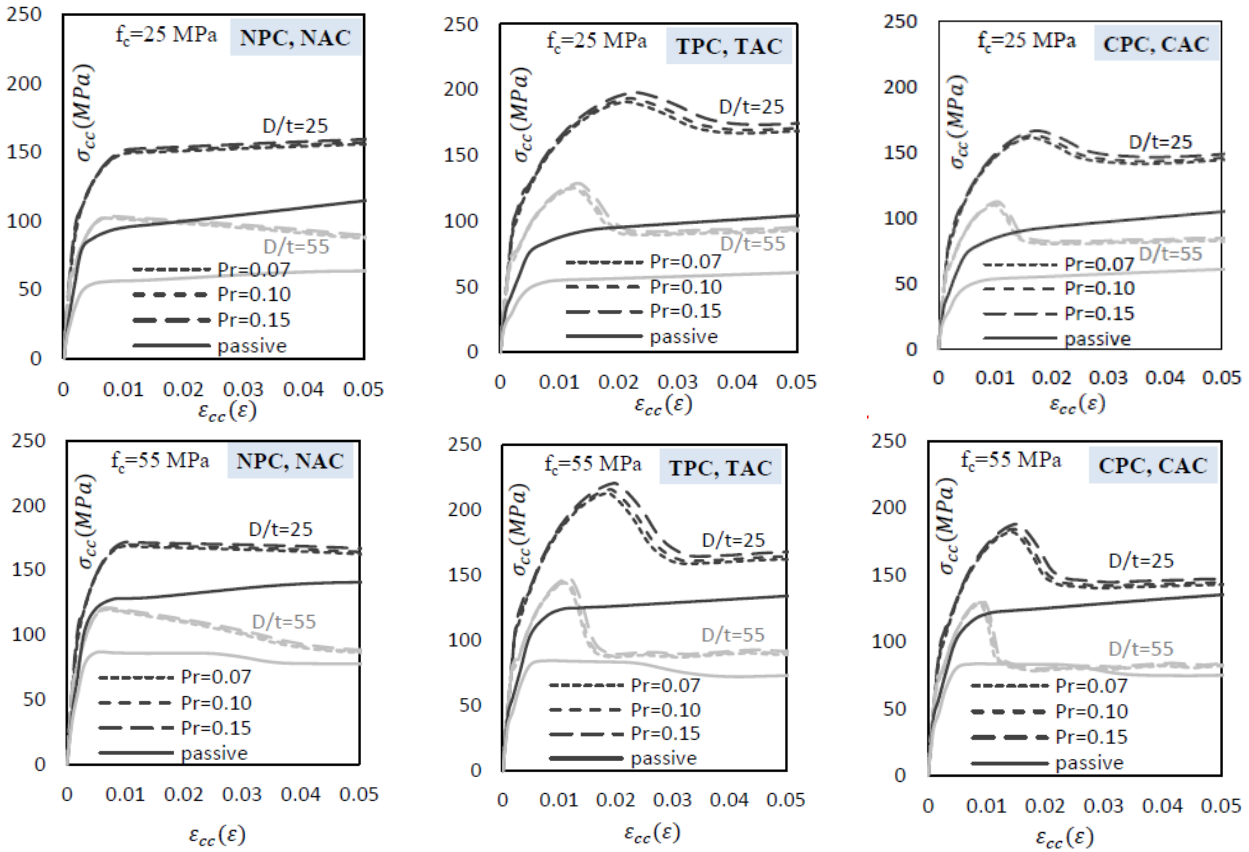 f_c=25 MPa NPC, NAC
250
200
150
100
50
0
σ_cc(MPa)
D/t=25
D/t=55
Pr=0.07
Pr=0.10
Pr=0.15
passive
0 0.01 0.02 0.03 0.04 0.05
ε_cc(ε)
f_c=25 MPa TPC, TAC
250
200
150
100
50
0
σ_cc(MPa)
D/t=25
D/t=55
Pr=0.07
Pr=0.10
Pr=0.15
passive
0 0.01 0.02 0.03 0.04 0.05
ε_cc(ε)
f_c=25 MPa CPC, CAC
250
200
150
100
50
0
σ_cc(MPa)
D/t=25
D/t=55
Pr=0.07
Pr=0.10
Pr=0.15
passive
0 0.01 0.02 0.03 0.04 0.05
ε_cc(ε)
f_c=55 MPa NPC, NAC
250
200
150
100
50
0
σ_cc(MPa)
D/t=25
D/t=55
Pr=0.07
Pr=0.10
Pr=0.15
passive
0 0.01 0.02 0.03 0.04 0.05
ε_cc(ε)
f_c=55 MPa TPC, TAC
250
200
150
100
50
0
σ_cc(MPa)
D/t=25
D/t=55
Pr=0.07
Pr=0.10
Pr=0.15
passive
0 0.01 0.02 0.03 0.04 0.05
ε_cc(ε)
f_c=55 MPa CPC, CAC
250
200
150
100
50
0
σ_cc(MPa)
D/t=25
D/t=55
Pr=0.07
Pr=0.10
Pr=0.15
passive
0 0.01 0.02 0.03 0.04 0.05
ε_cc(ε)